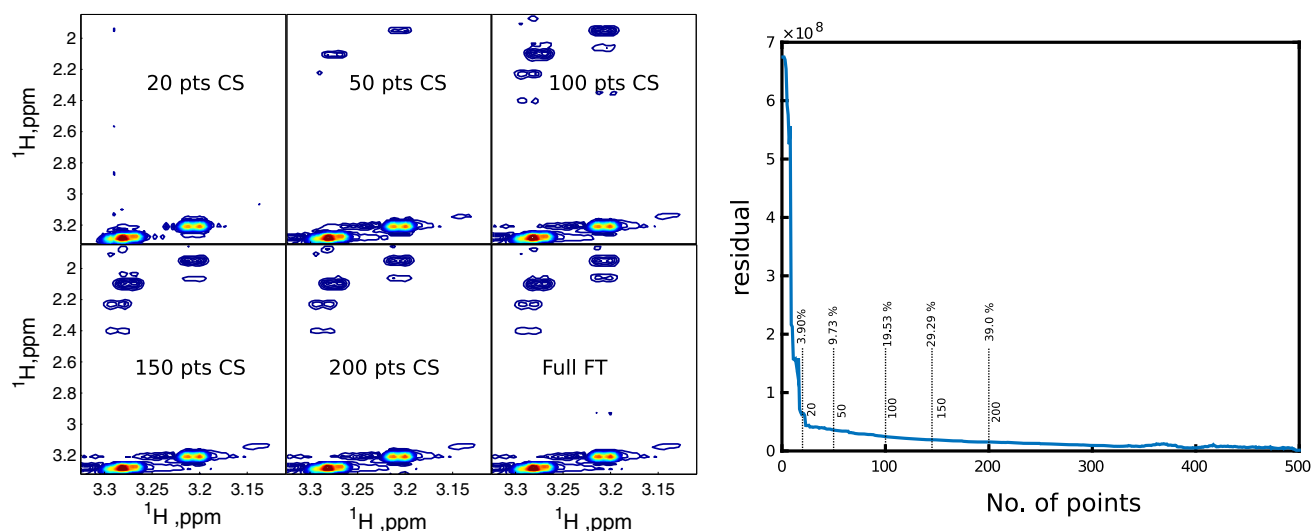 20 pts CS
50 pts CS
100 pts CS
2
2.2
2.4
2.6
2.8
3
3.2
¹H,ppm
150 pts CS
200 pts CS
Full FT
2
2.2
2.4
2.6
2.8
3
3.2
¹H,ppm
3.3 3.25 3.2 3.15
3.3 3.25 3.2 3.15
3.3 3.25 3.2 3.15
¹H ,ppm
¹H ,ppm
¹H ,ppm
×10⁸
7
6
5
4
3
2
1
0
residual
3.90%
9.73 %
19.53 %
29.29 %
39.0 %
20
50
100
150
200
0 100 200 300 400 500
No. of points